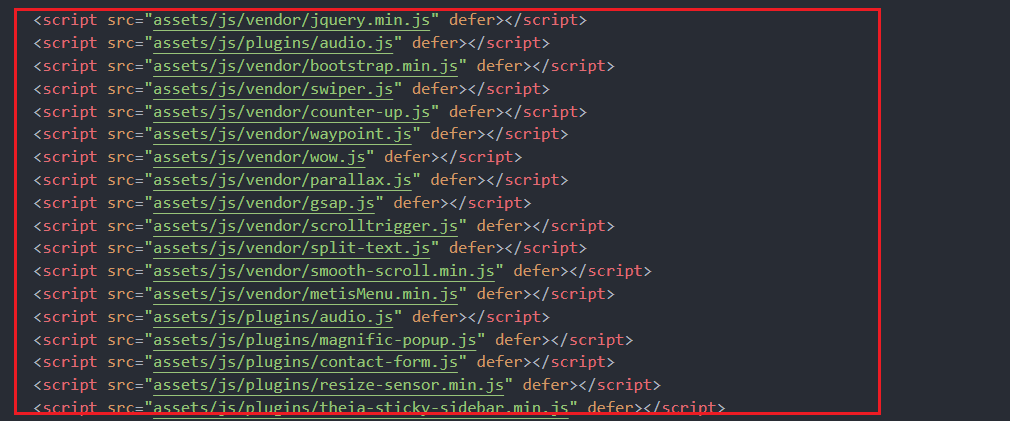 <script src="assets/js/vendor/jquery.min.js" defer></script>
<script src="assets/js/plugins/audio.js" defer></script>
<script src="assets/js/vendor/bootstrap.min.js" defer></script>
<script src="assets/js/vendor/swiper.js" defer></script>
<script src="assets/js/vendor/counter-up.js" defer></script>
<script src="assets/js/vendor/waypoint.js" defer></script>
<script src="assets/js/vendor/wow.js" defer></script>
<script src="assets/js/vendor/parallax.js" defer></script>
<script src="assets/js/vendor/gsap.js" defer></script>
<script src="assets/js/vendor/scrolltrigger.js" defer></script>
<script src="assets/js/vendor/split-text.js" defer></script>
<script src="assets/js/vendor/smooth-scroll.min.js" defer></script>
<script src="assets/js/vendor/metisMenu.min.js" defer></script>
<script src="assets/js/plugins/audio.js" defer></script>
<script src="assets/js/plugins/magnific-popup.js" defer></script>
<script src="assets/js/plugins/contact-form.js" defer></script>
<script src="assets/js/plugins/resize-sensor.min.js" defer></script>
<script src="assets/js/plugins/theia-sticky-sidebar.min.js" defer></script>